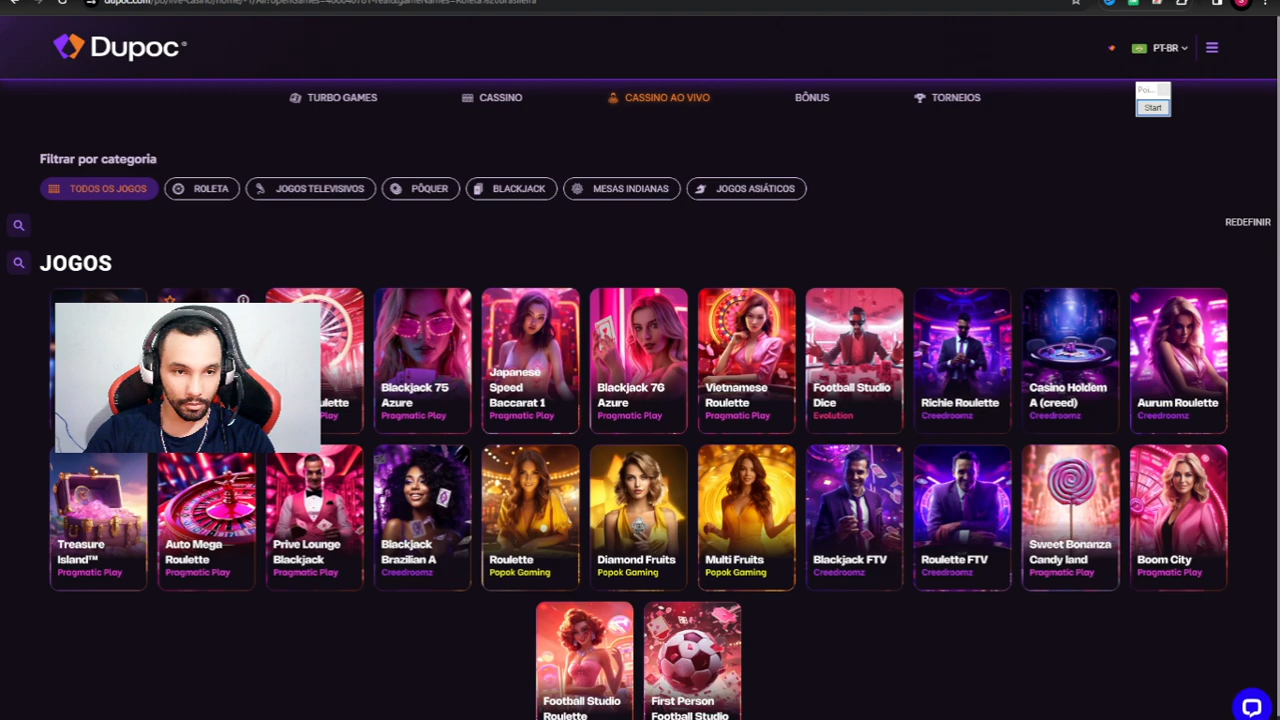 Dupoc
PT-BR
TURBO GAMES
CASSINO
CASSINO AO VIVO
BÔNUS
TORNEIOS
Poi...
Start
Filtrar por categoria
TODOS OS JOGOS
ROLETA
JOGOS TELEVISIVOS
PÔQUER
BLACKJACK
MESAS INDIANAS
JOGOS ASIÁTICOS
REDEFINIR
JOGOS
Blackjack 75
Azure
Pragmatic Play
Japanese
Speed
Baccarat 1
Pragmatic Play
Blackjack 76
Azure
Pragmatic Play
Vietnamese
Roulette
Pragmatic Play
Football Studio
Dice
Evolution
Richie Roulette
Creedroomz
Casino Holdem
A (creed)
Creedroomz
Aurum Roulette
Creedroomz
Treasure
Island™
Pragmatic Play
Auto Mega
Roulette
Pragmatic Play
Prive Lounge
Blackjack
Pragmatic Play
Blackjack
Brazilian A
Creedroomz
Roulette
Popok Gaming
Diamond Fruits
Popok Gaming
Multi Fruits
Popok Gaming
Blackjack FTV
Creedroomz
Roulette FTV
Creedroomz
Sweet Bonanza
Candy land
Pragmatic Play
Boom City
Pragmatic Play
Football Studio
Roulette
First Person
Football Studio